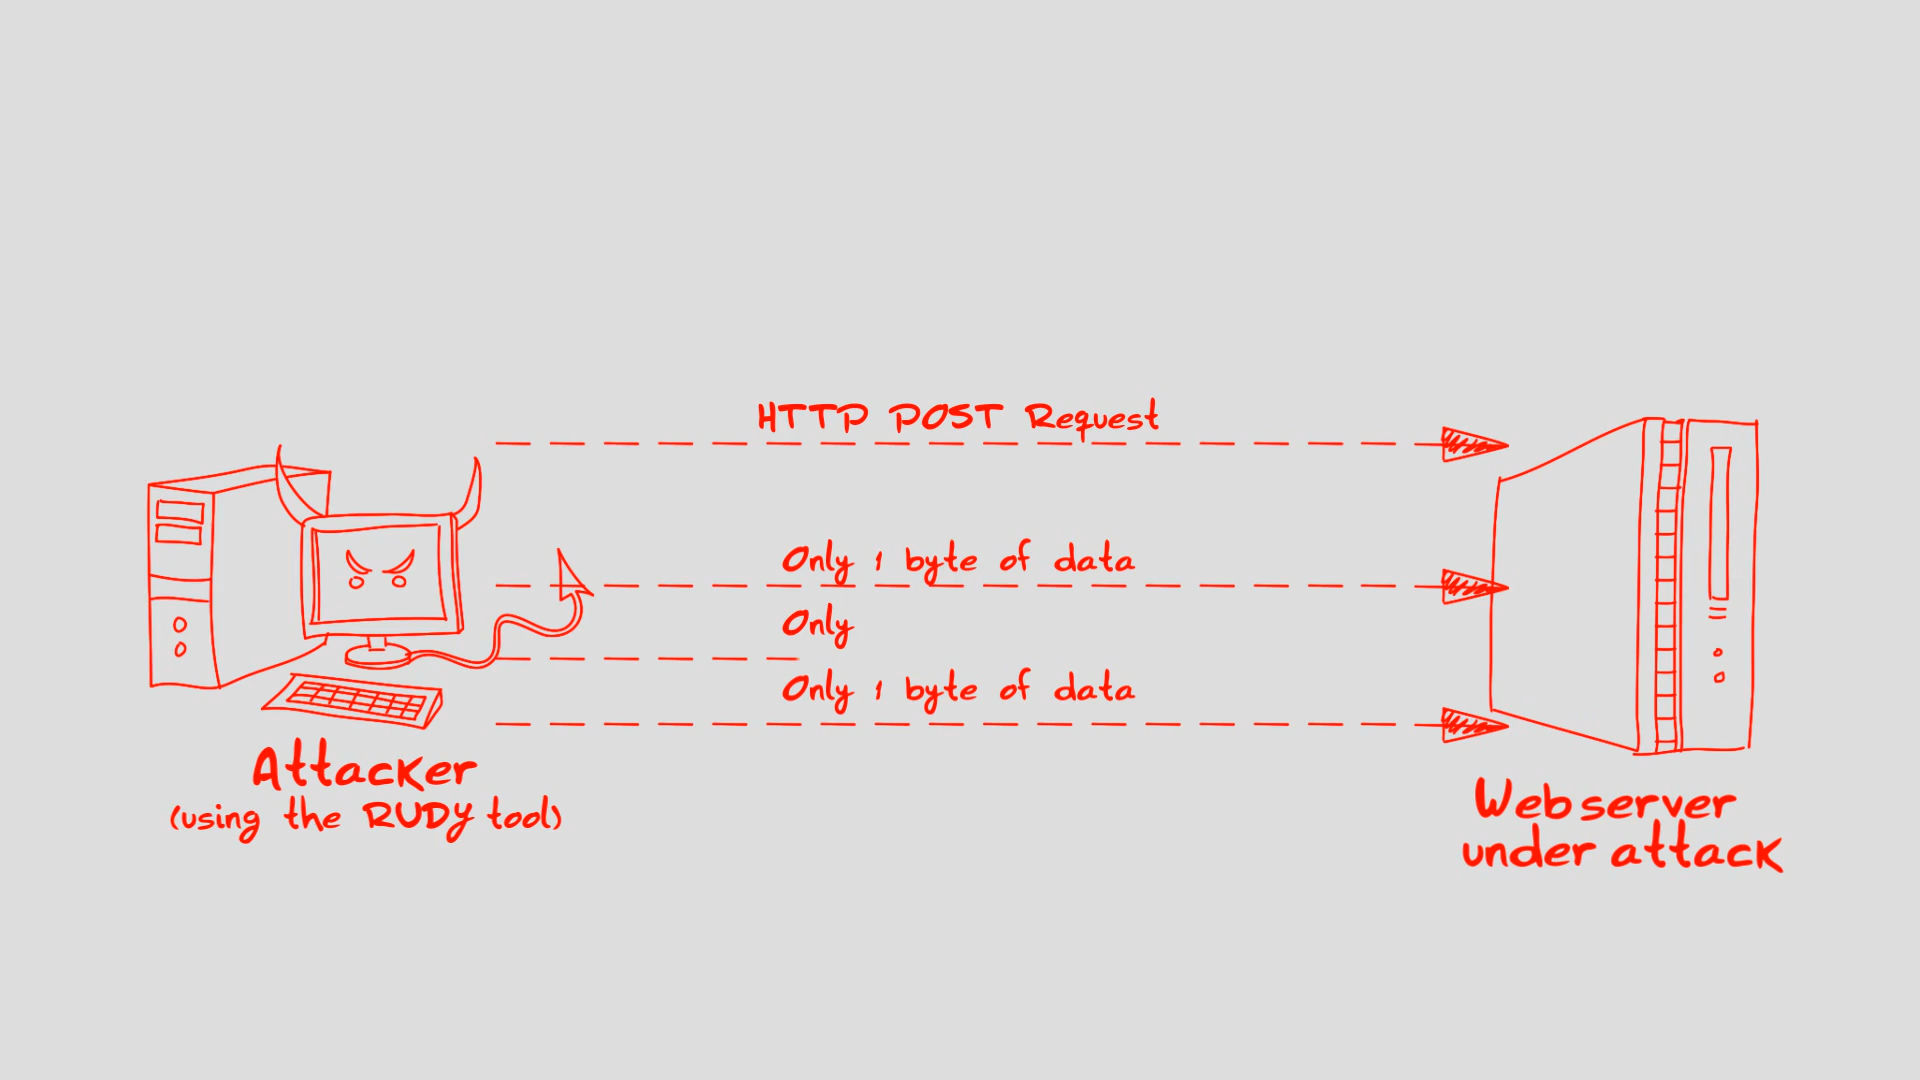 HTTP POST Request
Only 1 byte of data
Only
Only 1 byte of data
Attacker
(using the RUDY tool)
Webserver
under attack